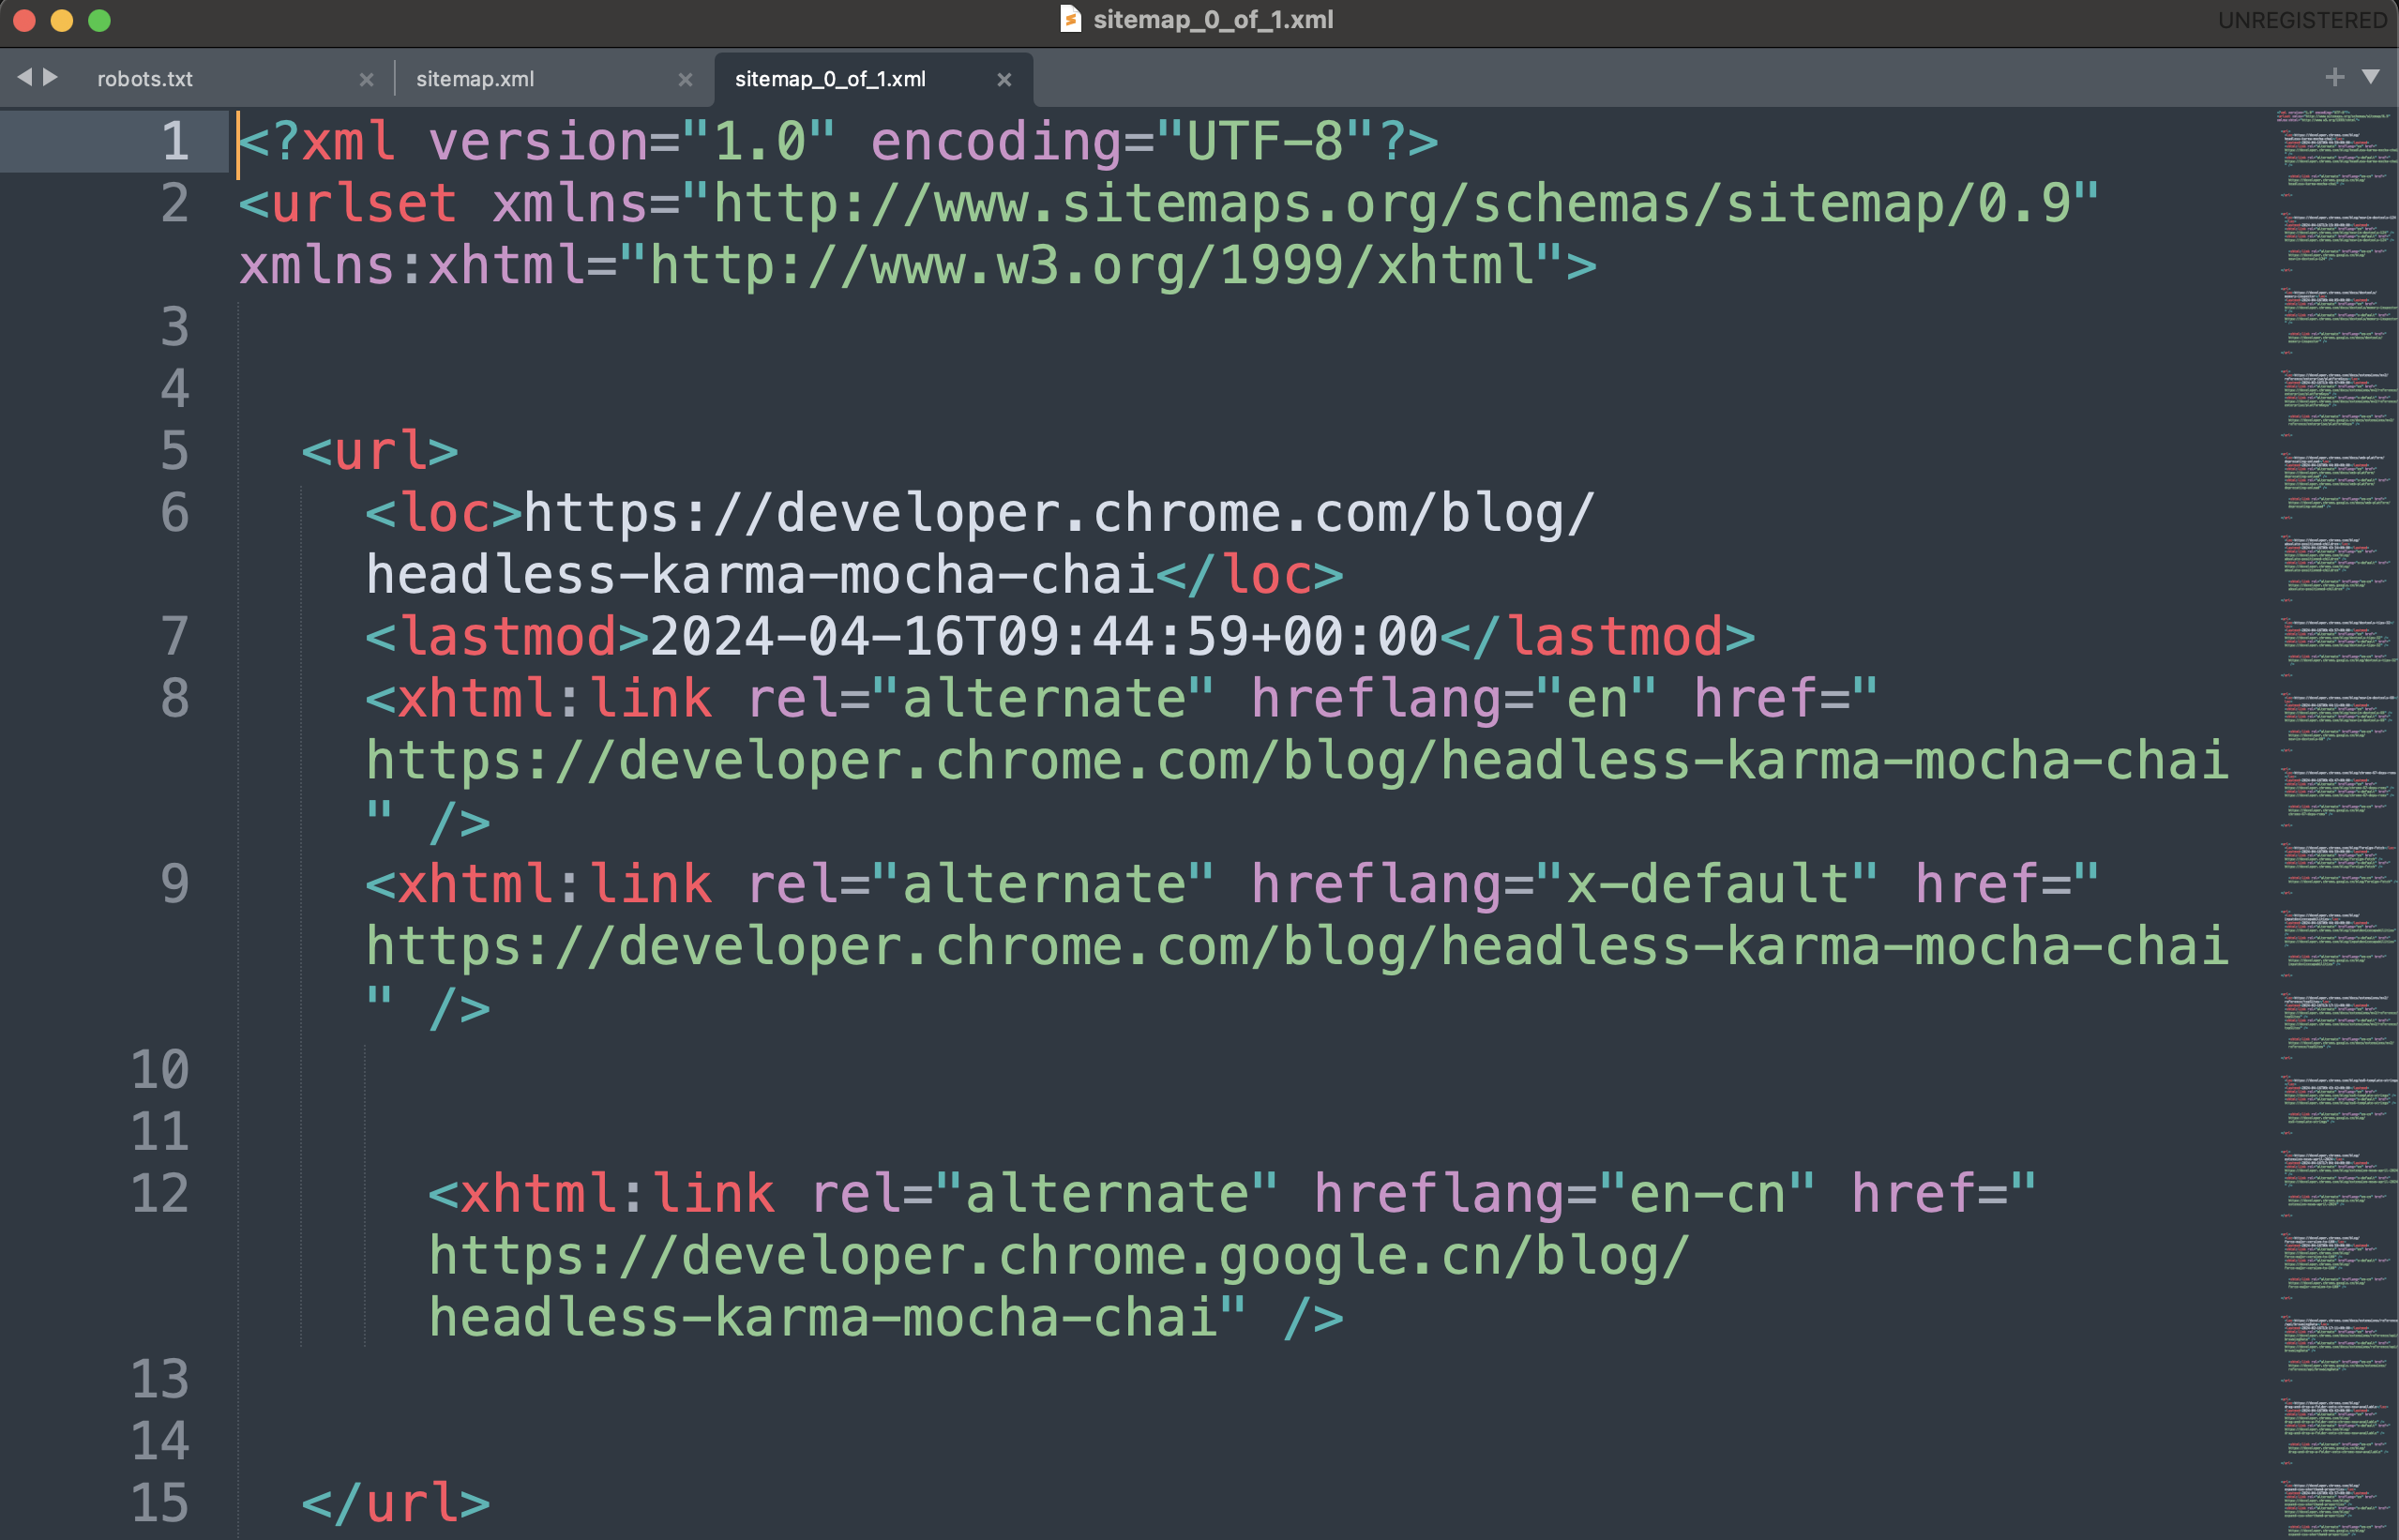 sitemap_0_of_1.xml
UNREGISTERED
robots.txt
sitemap.xml
sitemap_0_of_1.xml
1 <?xml version="1.0" encoding="UTF-8"?>
2 <urlset xmlns="http://www.sitemaps.org/schemas/sitemap/0.9"
xmlns:xhtml="http://www.w3.org/1999/xhtml">
3
4
5 <url>
6 <loc>https://developer.chrome.com/blog/
headless-karma-mocha-chai</loc>
7 <lastmod>2024-04-16T09:44:59+00:00</lastmod>
8 <xhtml:link rel="alternate" hreflang="en" href="
https://developer.chrome.com/blog/headless-karma-mocha-chai
" />
9 <xhtml:link rel="alternate" hreflang="x-default" href="
https://developer.chrome.com/blog/headless-karma-mocha-chai
" />
10
11
12 <xhtml:link rel="alternate" hreflang="en-cn" href="
https://developer.chrome.google.cn/blog/
headless-karma-mocha-chai" />
13
14
15 </url>